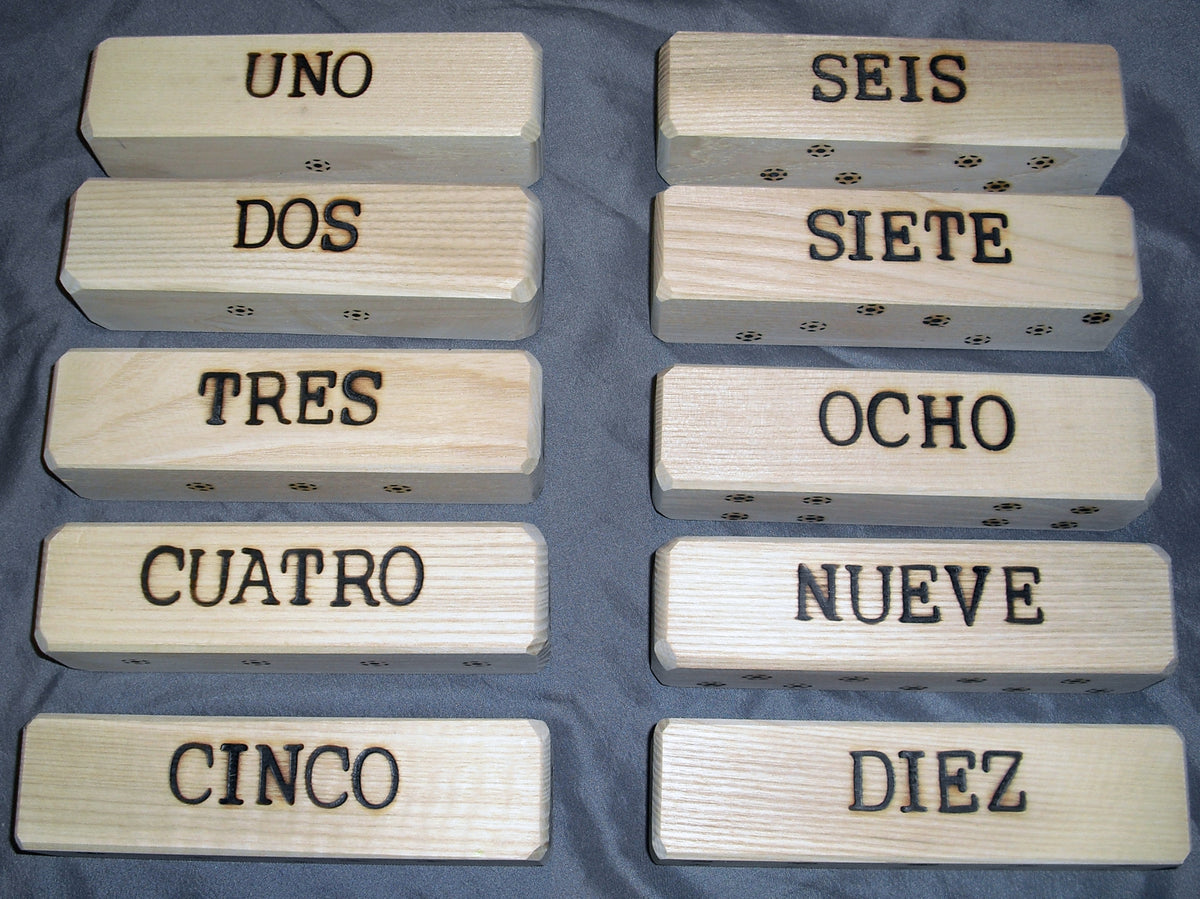 UNO
DOS
TRES
CUATRO
CINCO
SEIS
SIETE
OCHO
NUEVE
DIEZ